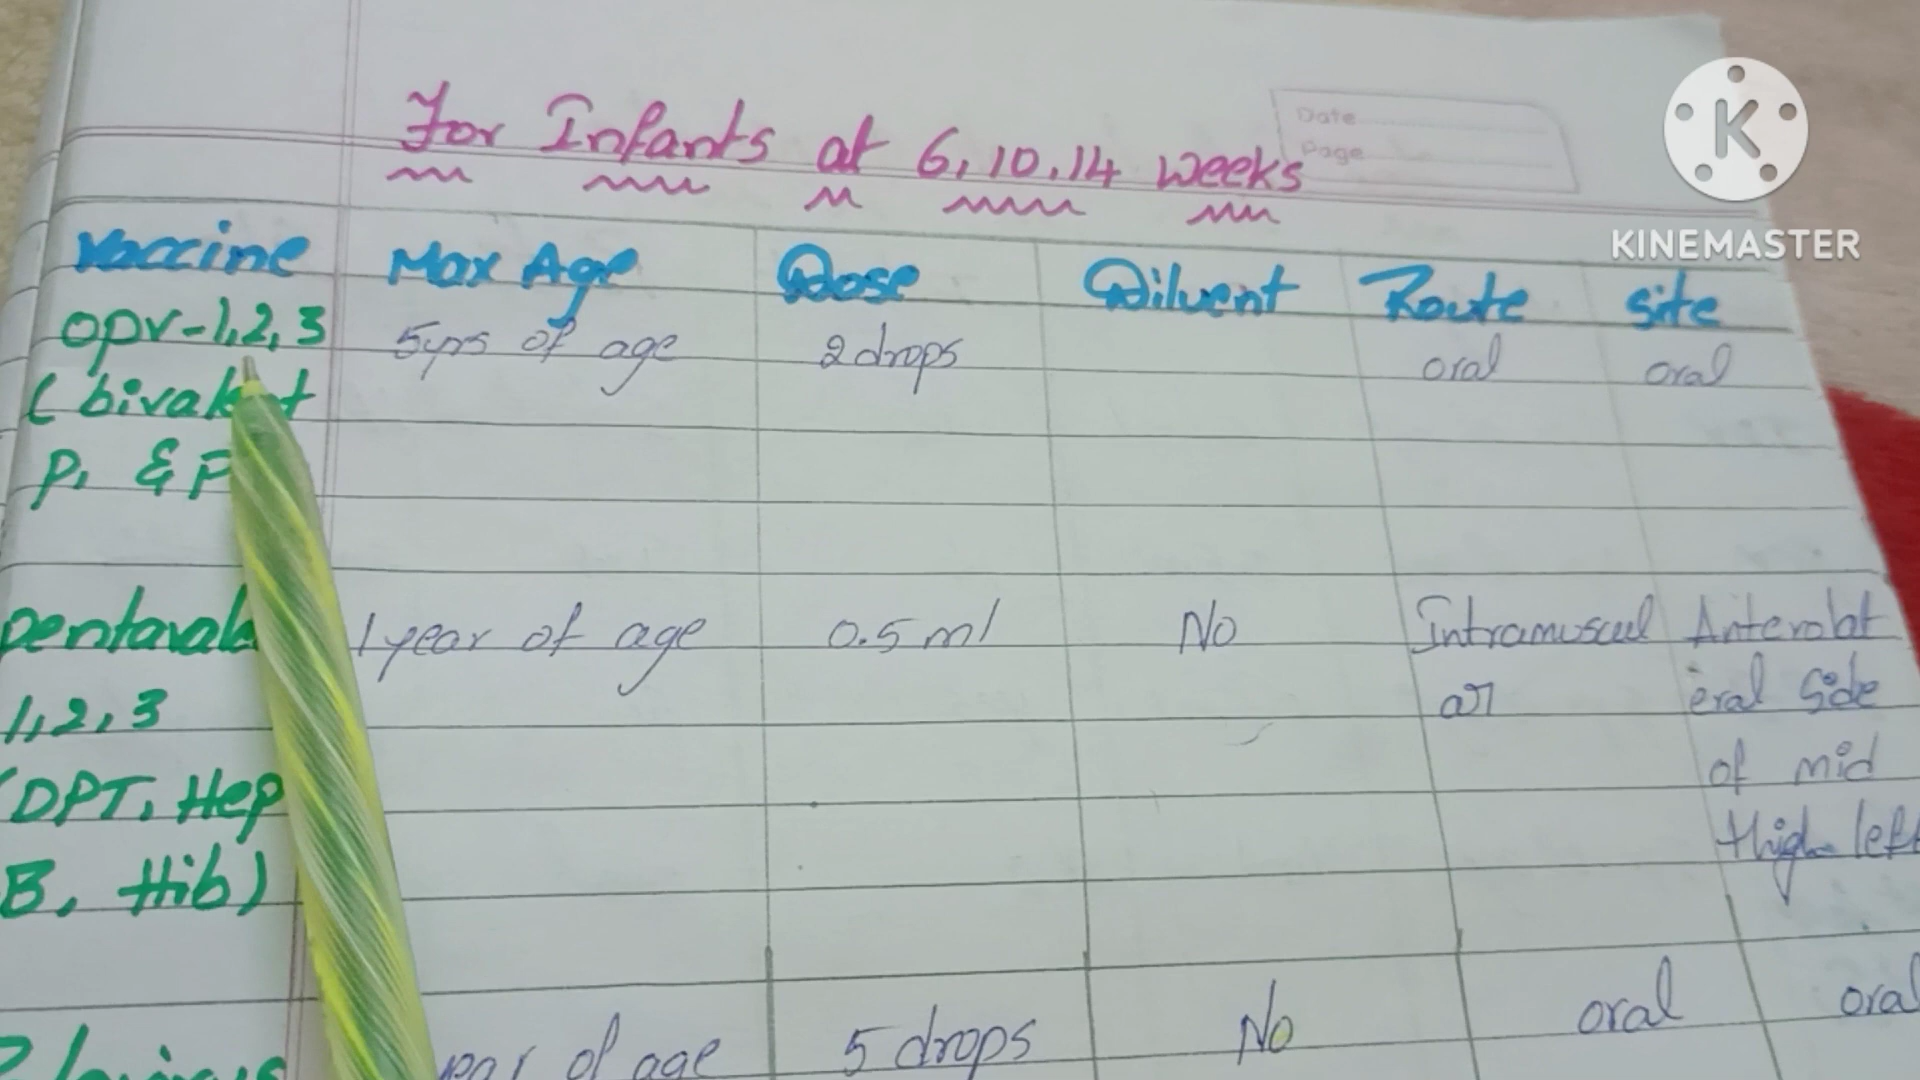 Date
Page
For Infants at 6, 10, 14 weeks
KINEMASTER
Vaccine Max Age Dose Diluent Route Site
OPV-1,2,3 5yrs of age 2 drops oral oral
(bivalent
P1 & P
Pentavale 1 year of age 0.5 ml No Intramuscul Anterolat
1,2,3 ar eral Side
(DPT, Hep of mid
B, Hib) thigh left
of age 5 drops No oral oral